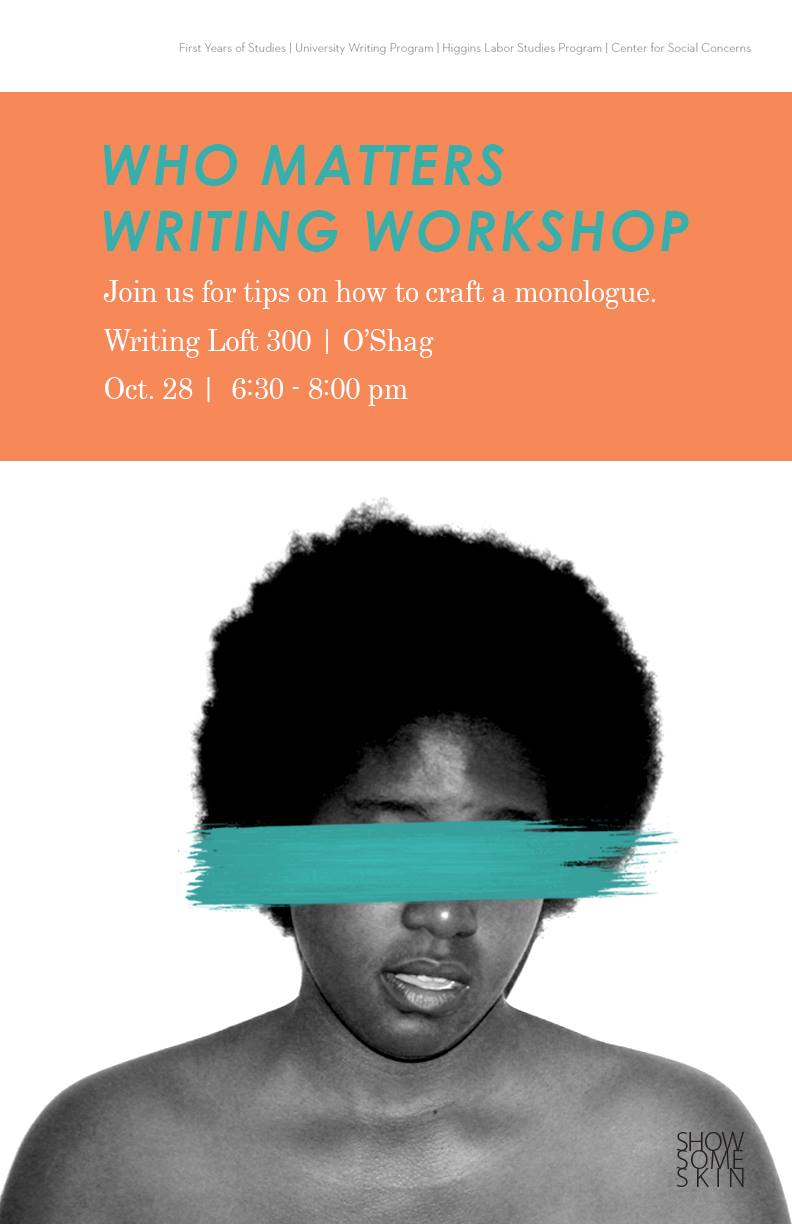 First Years of Studies | University Writing Program | Higgins Labor Studies Program | Center for Social Concerns
WHO MATTERS
WRITING WORKSHOP
Join us for tips on how to craft a monologue.
Writing Loft 300 | O’Shag
Oct. 28 | 6:30 - 8:00 pm
SHOW
SOME
SKIN